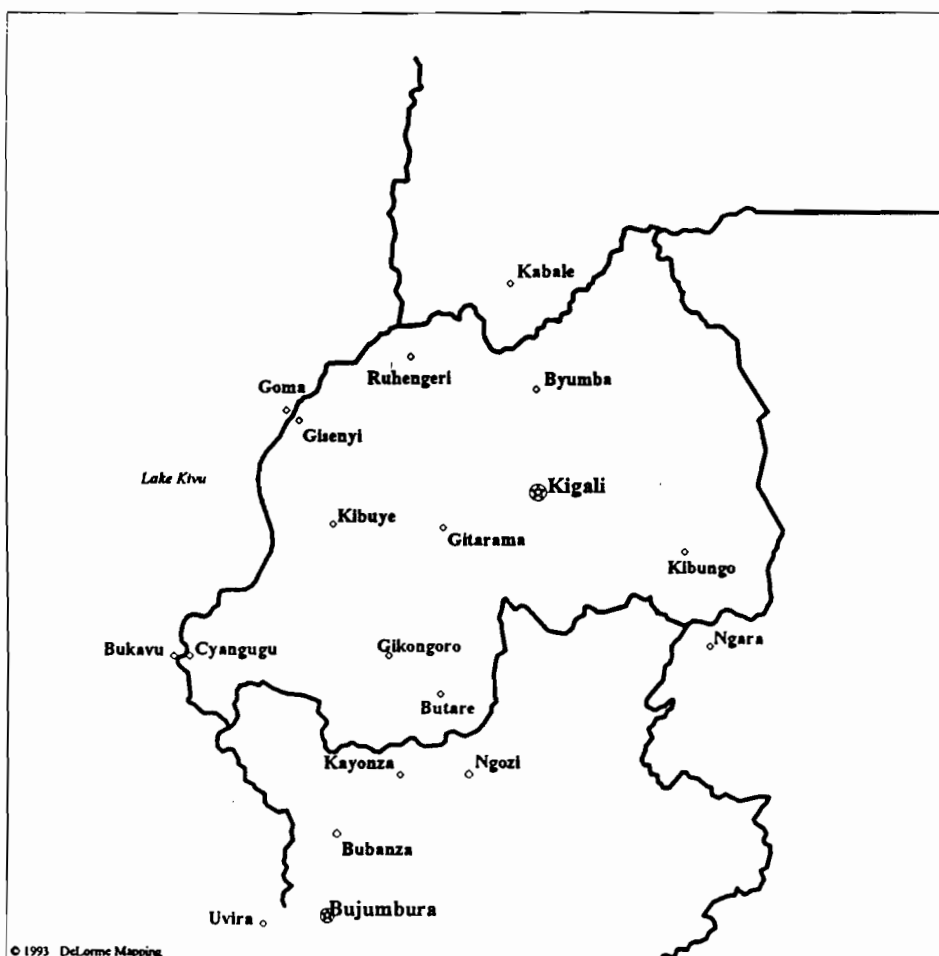 Kabale
Ruhengeri
Byumba
Goma
Gisenyi
Lake Kivu
Kigali
Kibuye
Gitarama
Kibungo
Bukavu
Cyangugu
Gikongoro
Ngara
Butare
Kayonza
Ngozi
Bubanza
Uvira
Bujumbura
© 1993 DeLorme Mapping